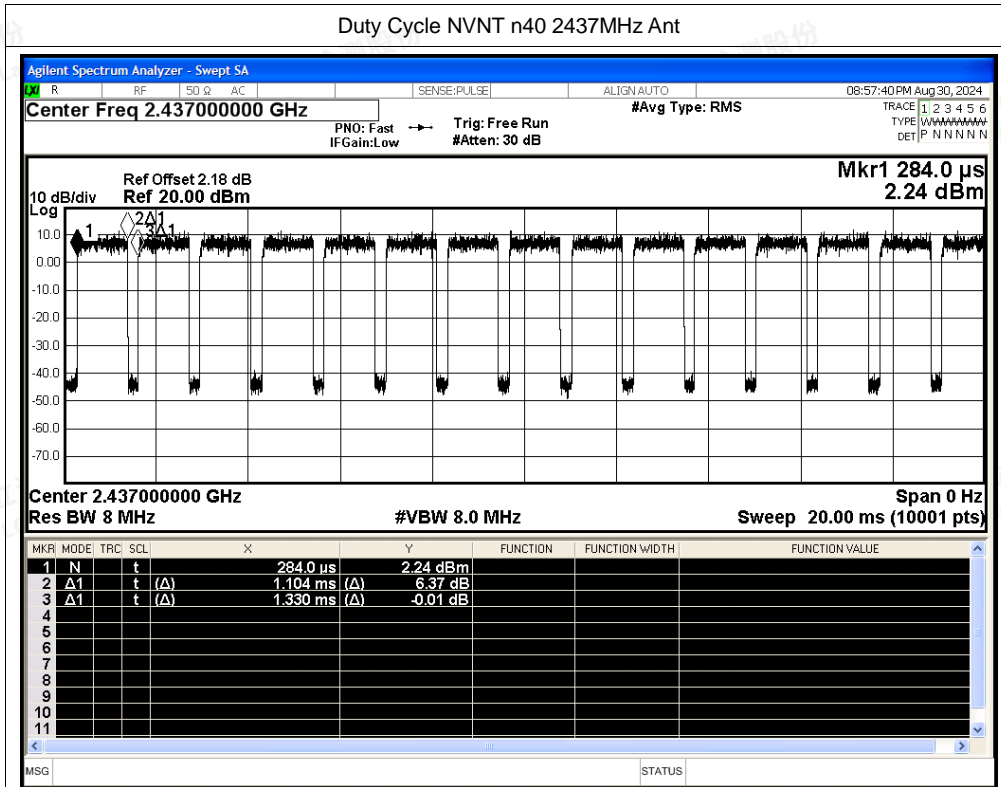 Duty Cycle NVNT n40 2437MHz Ant
Agilent Spectrum Analyzer - Swept SA
LXI R RF 50 Ω AC SENSE:PULSE ALIGN AUTO 08:57:40 PM Aug 30, 2024
Center Freq 2.437000000 GHz #Avg Type: RMS TRACE 1 2 3 4 5 6
PNO: Fast Trig: Free Run TYPE WWWWWW
IFGain:Low #Atten: 30 dB DET P N N N N N
Mkr1 284.0 µs
Ref Offset 2.18 dB
10 dB/div Ref 20.00 dBm 2.24 dBm
Log
2Δ1
1 3Δ1
10.0
0.00
-10.0
-20.0
-30.0
-40.0
-50.0
-60.0
-70.0
Center 2.437000000 GHz Span 0 Hz
Res BW 8 MHz #VBW 8.0 MHz Sweep 20.00 ms (10001 pts)
MKR MODE TRC SCL X Y FUNCTION FUNCTION WIDTH FUNCTION VALUE
1 N t 284.0 µs 2.24 dBm
2 Δ1 t (Δ) 1.104 ms (Δ) 6.37 dB
3 Δ1 t (Δ) 1.330 ms (Δ) -0.01 dB
4
5
6
7
8
9
10
11
MSG STATUS